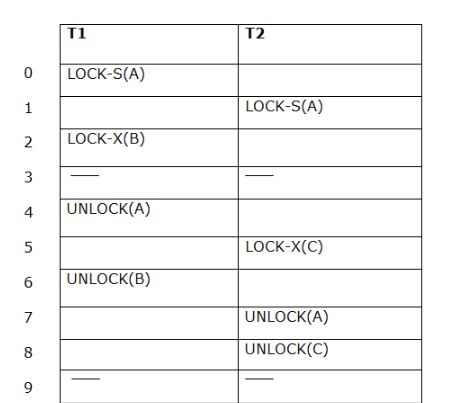 T1 T2
0 LOCK-S(A)
1 LOCK-S(A)
2 LOCK-X(B)
3 —— ——
4 UNLOCK(A)
5 LOCK-X(C)
6 UNLOCK(B)
7 UNLOCK(A)
8 UNLOCK(C)
9 —— ——